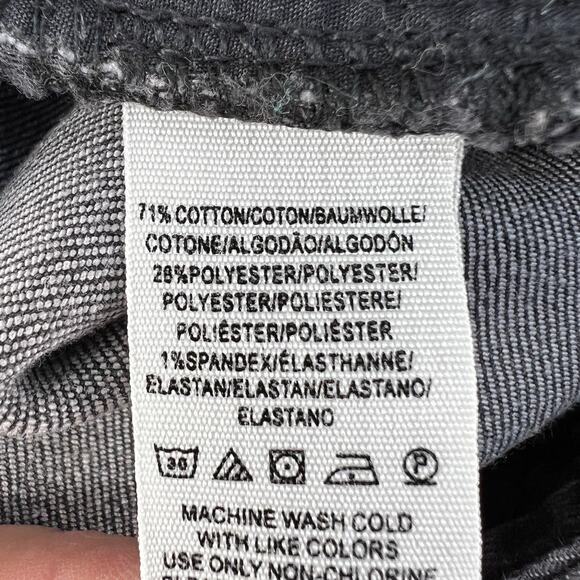 71% COTTON/COTON/BAUMWOLLE/
COTONE/ALGODÃO/ALGODÓN
28%POLYESTER/POLYESTER/
POLYESTER/POLIESTERE/
POLIÉSTER/POLIÉSTER
1%SPANDEX/ÉLASTHANNE/
ELASTAN/ELASTAN/ELASTANO/
ELASTANO
30 P
MACHINE WASH COLD
WITH LIKE COLORS
USE ONLY NON-CHLORINE